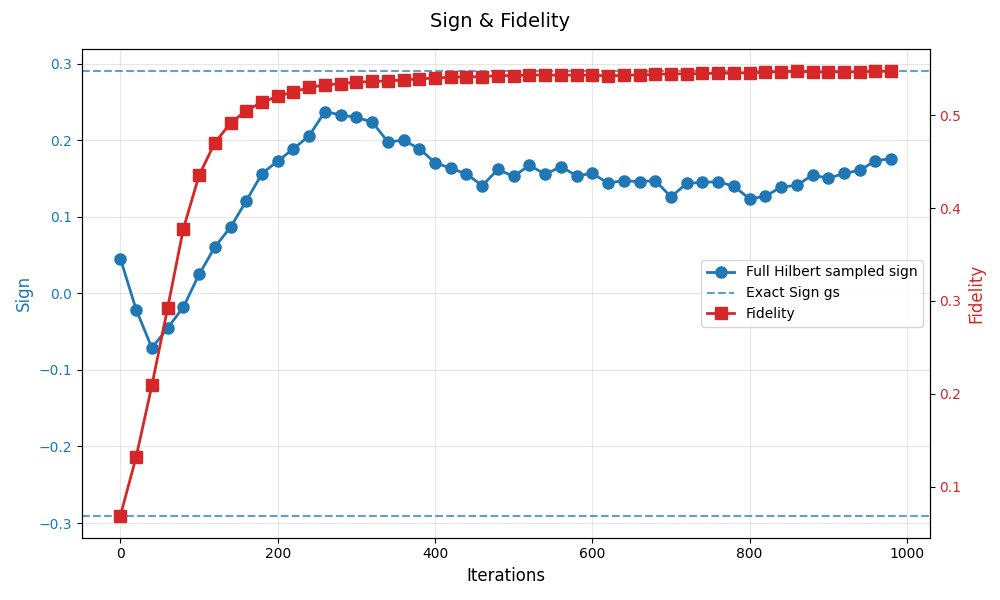 Sign & Fidelity
0.3
0.2
0.1
0.0
−0.1
−0.2
−0.3
Sign
0.5
0.4
0.3
0.2
0.1
Fidelity
Full Hilbert sampled sign
Exact Sign gs
Fidelity
0
200
400
600
800
1000
Iterations